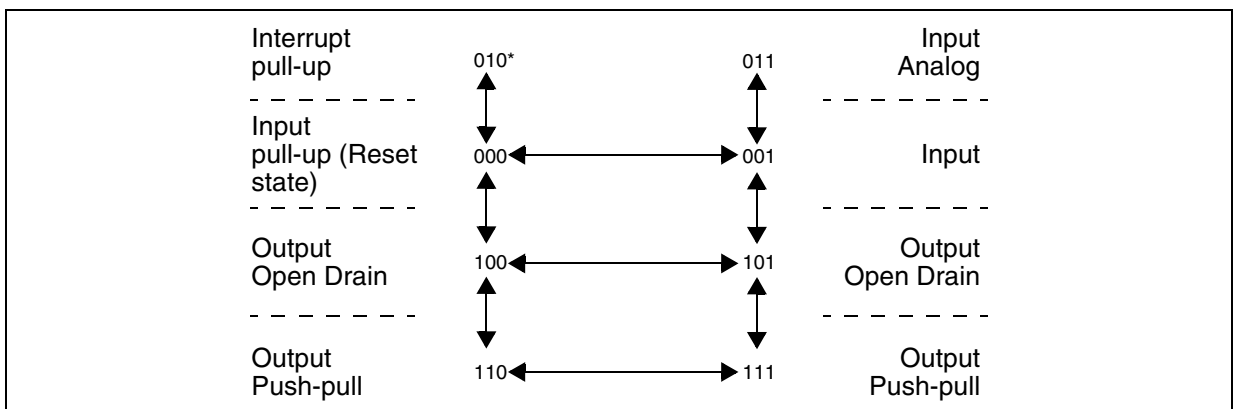 Interrupt
pull-up
010*
011
Input
Analog
Input
pull-up (Reset
state)
000
001
Input
Output
Open Drain
100
101
Output
Open Drain
Output
Push-pull
110
111
Output
Push-pull